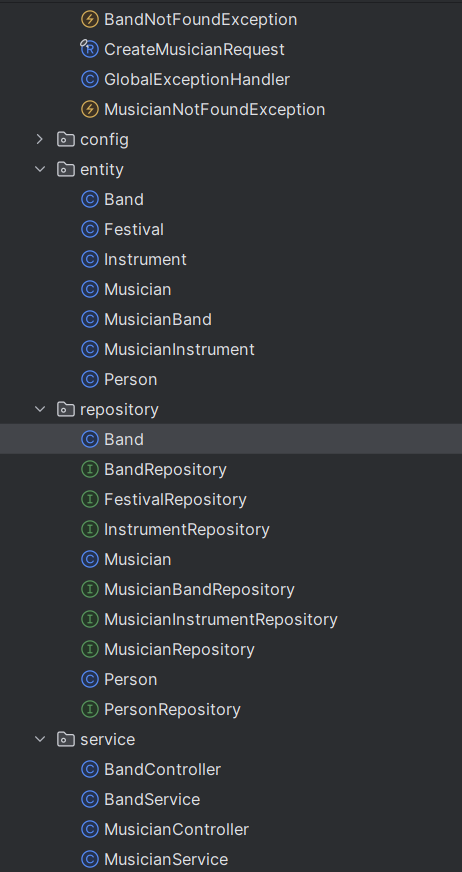 BandNotFoundException
CreateMusicianRequest
GlobalExceptionHandler
MusicianNotFoundException
config
entity
Band
Festival
Instrument
Musician
MusicianBand
MusicianInstrument
Person
repository
Band
BandRepository
FestivalRepository
InstrumentRepository
Musician
MusicianBandRepository
MusicianInstrumentRepository
MusicianRepository
Person
PersonRepository
service
BandController
BandService
MusicianController
MusicianService